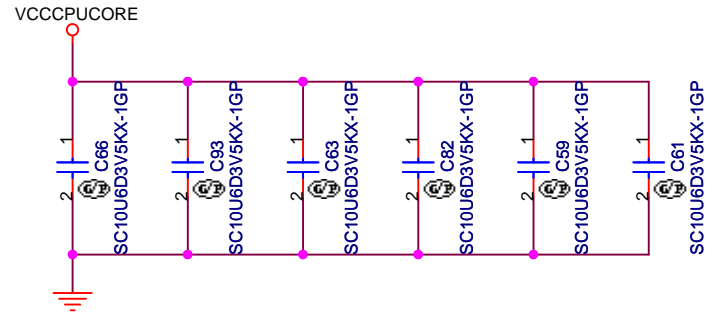 VCCCPUCORE
1
2
C66
SC10U6D3V5KX-1GP
G/P
1
2
C93
SC10U6D3V5KX-1GP
G/P
1
2
C63
SC10U6D3V5KX-1GP
G/P
1
2
C82
SC10U6D3V5KX-1GP
G/P
1
2
C59
SC10U6D3V5KX-1GP
G/P
1
2
C61
SC10U6D3V5KX-1GP
G/P